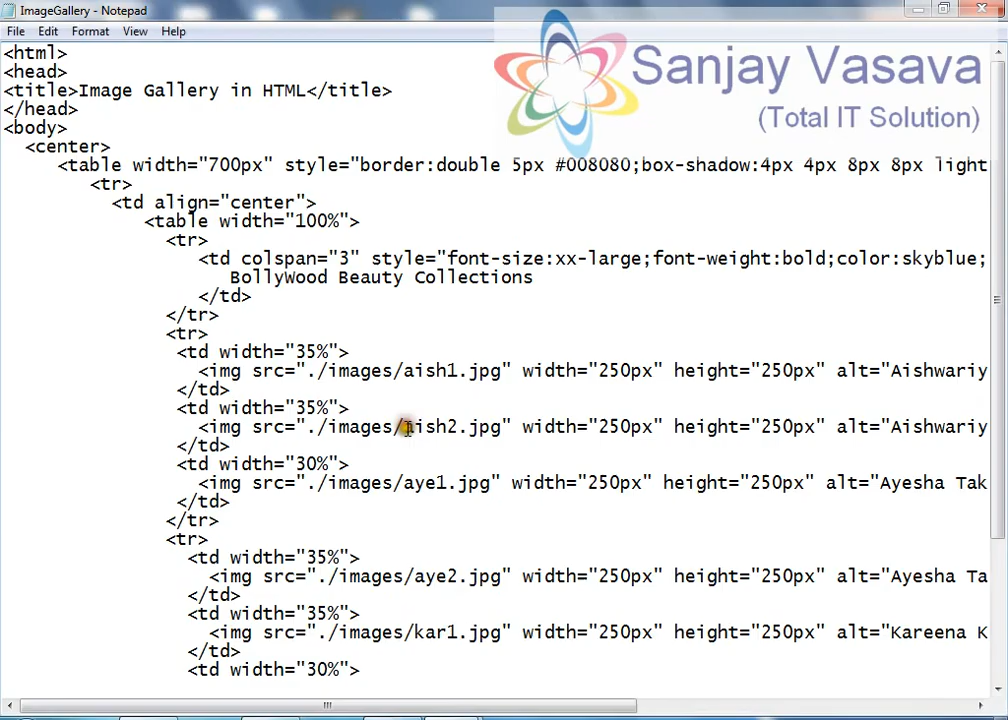 ImageGallery - Notepad
File Edit Format View Help
Sanjay Vasava
(Total IT Solution)
<html>
<head>
<title>Image Gallery in HTML</title>
</head>
<body>
<center>
<table width="700px" style="border:double 5px #008080;box-shadow:4px 4px 8px 8px light
<tr>
<td align="center">
<table width="100%">
<tr>
<td colspan="3" style="font-size:xx-large;font-weight:bold;color:skyblue;
BollyWood Beauty Collections
</td>
</tr>
<tr>
<td width="35%">
<img src="./images/aish1.jpg" width="250px" height="250px" alt="Aishwariy
</td>
<td width="35%">
<img src="./images/aish2.jpg" width="250px" height="250px" alt="Aishwariy
</td>
<td width="30%">
<img src="./images/aye1.jpg" width="250px" height="250px" alt="Ayesha Tak
</td>
</tr>
<tr>
<td width="35%">
<img src="./images/aye2.jpg" width="250px" height="250px" alt="Ayesha Ta
</td>
<td width="35%">
<img src="./images/kar1.jpg" width="250px" height="250px" alt="Kareena K
</td>
<td width="30%">